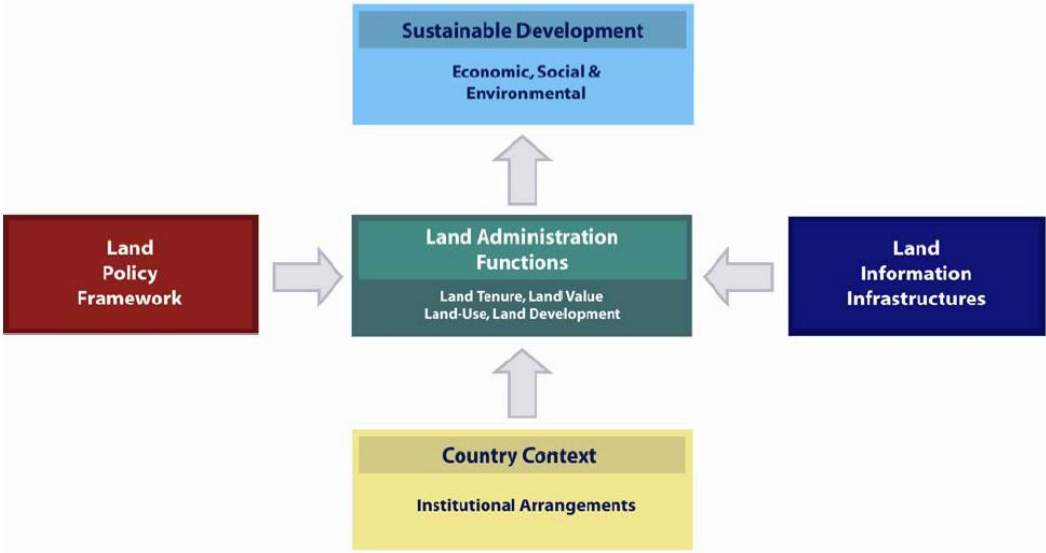 Sustainable Development
Economic, Social &
Environmental
Land
Policy
Framework
Land Administration
Functions
Land Tenure, Land Value
Land-Use, Land Development
Land
Information
Infrastructures
Country Context
Institutional Arrangements